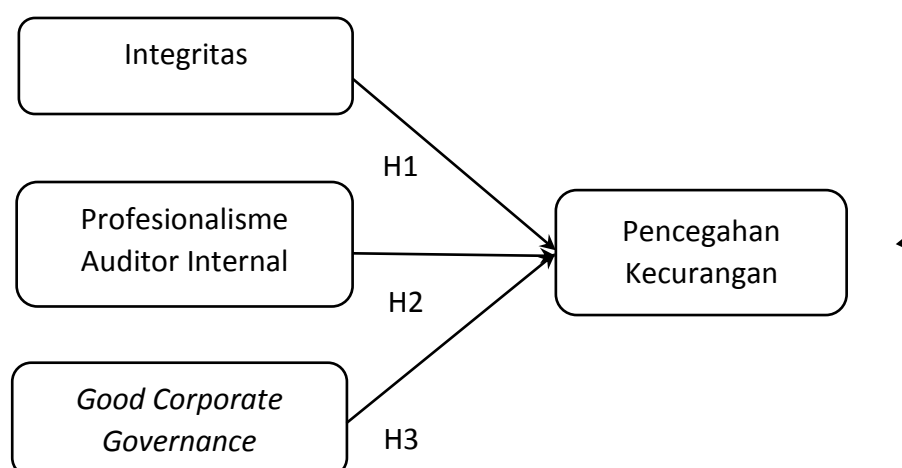 Integritas
H1
Profesionalisme
Auditor Internal
Pencegahan
Kecurangan
H2
Good Corporate
Governance
H3